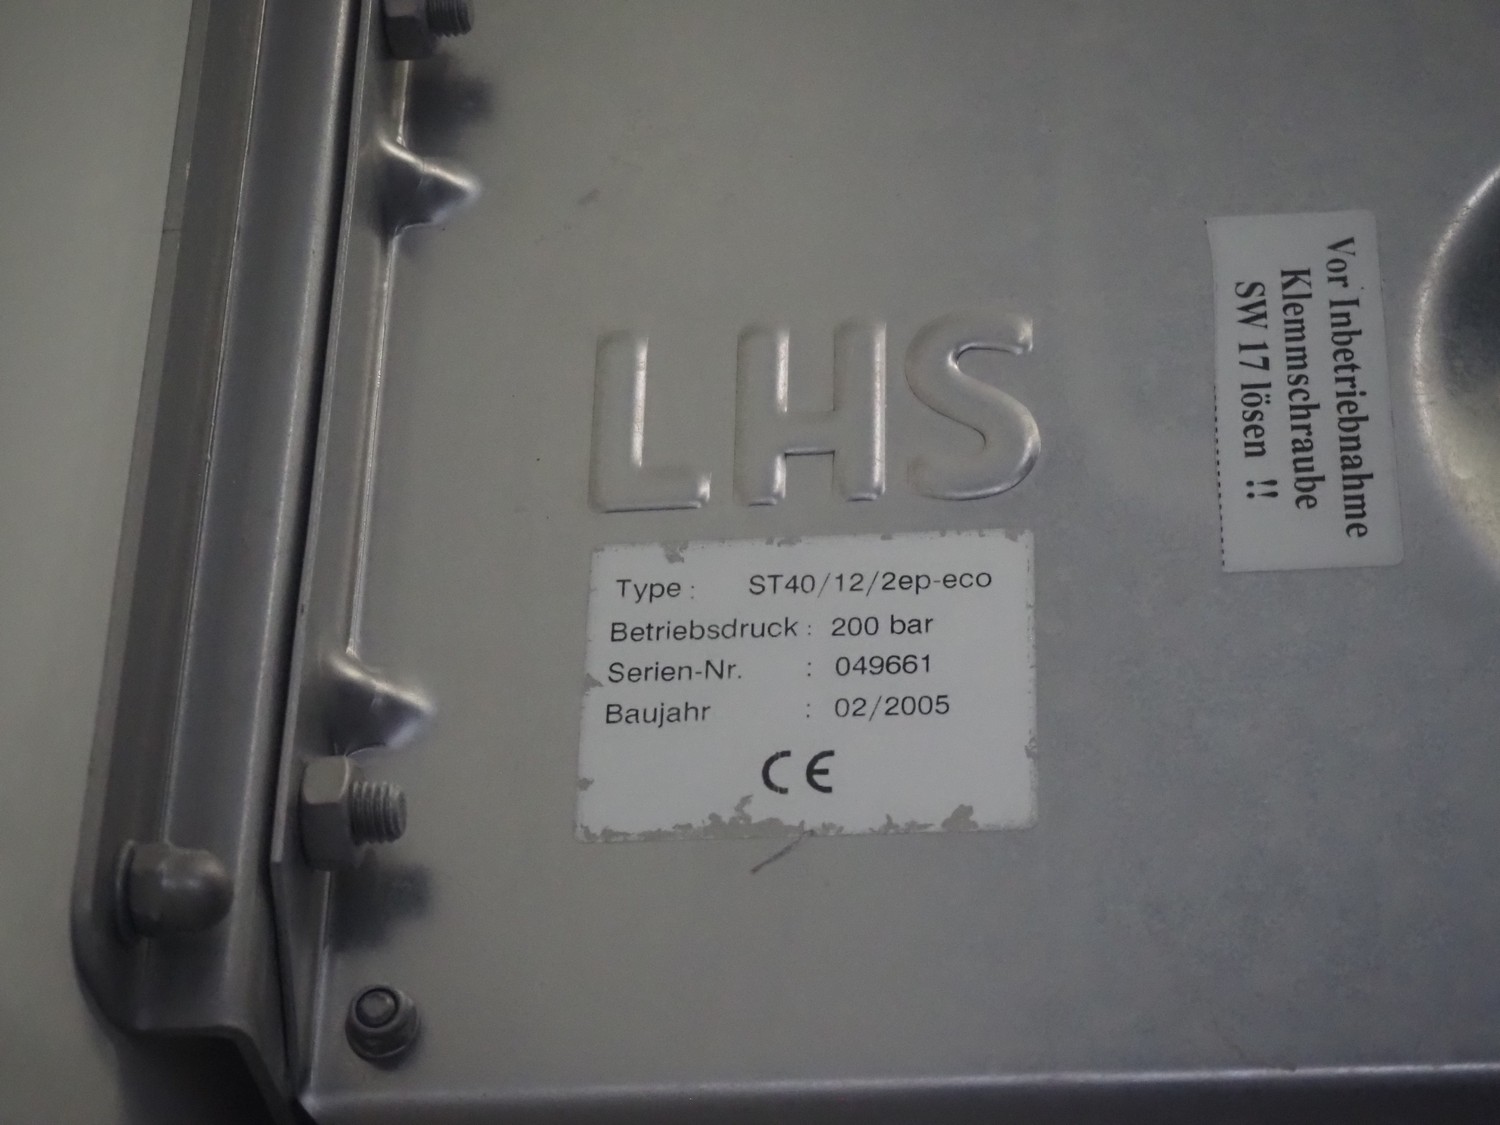 LHS
Type : ST40/12/2ep-eco
Betriebsdruck : 200 bar
Serien-Nr. : 049661
Baujahr : 02/2005
CE
Vor Inbetriebnahme
Klemmschraube
SW 17 lösen !!